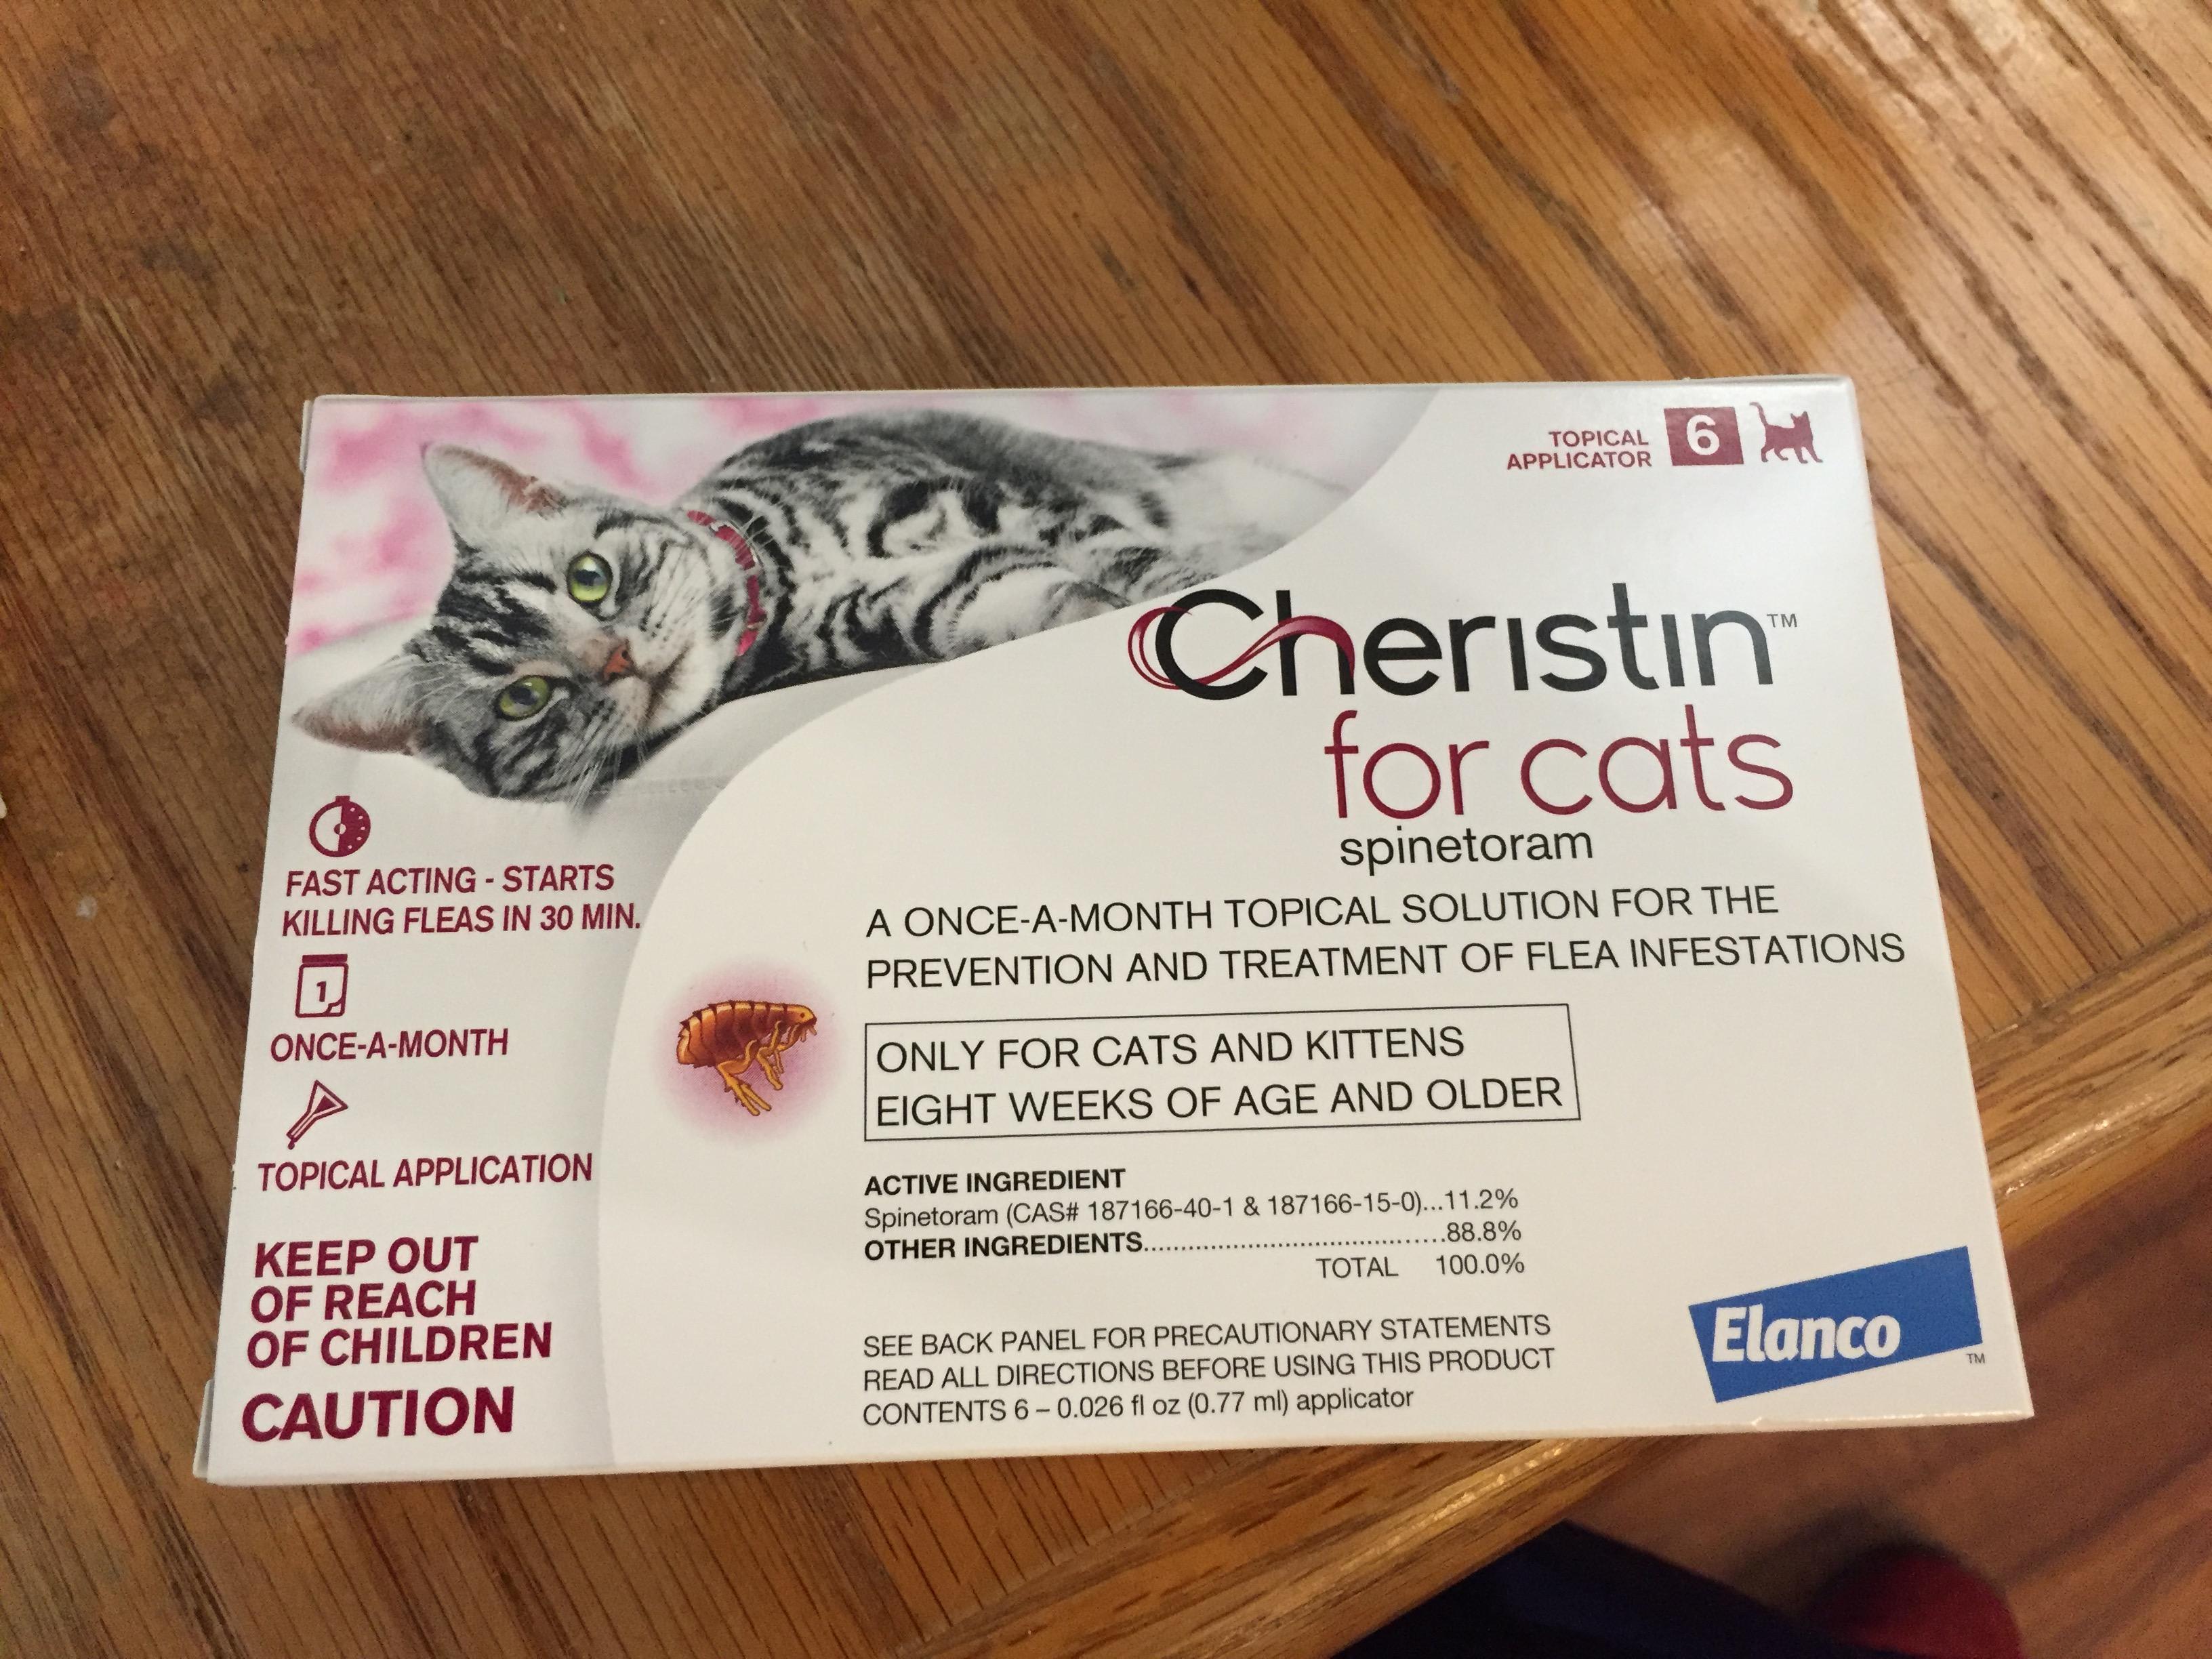 TOPICAL
APPLICATOR 6
Cheristin™
for cats
spinetoram
A ONCE-A-MONTH TOPICAL SOLUTION FOR THE
PREVENTION AND TREATMENT OF FLEA INFESTATIONS
ONLY FOR CATS AND KITTENS
EIGHT WEEKS OF AGE AND OLDER
ACTIVE INGREDIENT
Spinetoram (CAS# 187166-40-1 & 187166-15-0)...11.2%
OTHER INGREDIENTS........................................88.8%
TOTAL 100.0%
SEE BACK PANEL FOR PRECAUTIONARY STATEMENTS
READ ALL DIRECTIONS BEFORE USING THIS PRODUCT
CONTENTS 6 – 0.026 fl oz (0.77 ml) applicator
FAST ACTING - STARTS
KILLING FLEAS IN 30 MIN.
1
ONCE-A-MONTH
TOPICAL APPLICATION
KEEP OUT
OF REACH
OF CHILDREN
CAUTION
Elanco™